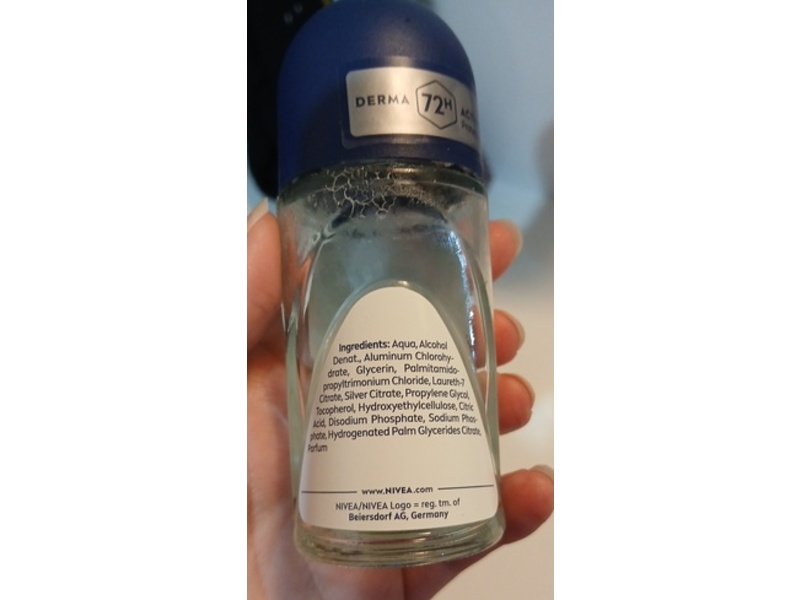 DERMA 72H
Ingredients: Aqua, Alcohol
Denat., Aluminum Chlorohy-
drate, Glycerin, Palmitamido-
propyltrimonium Chloride, Laureth-7
Citrate, Silver Citrate, Propylene Glycol,
Tocopherol, Hydroxyethylcellulose, Citric
Acid, Disodium Phosphate, Sodium Phos-
phate, Hydrogenated Palm Glycerides Citrate,
Parfum
www.NIVEA.com
NIVEA/NIVEA Logo = reg. tm. of
Beiersdorf AG, Germany